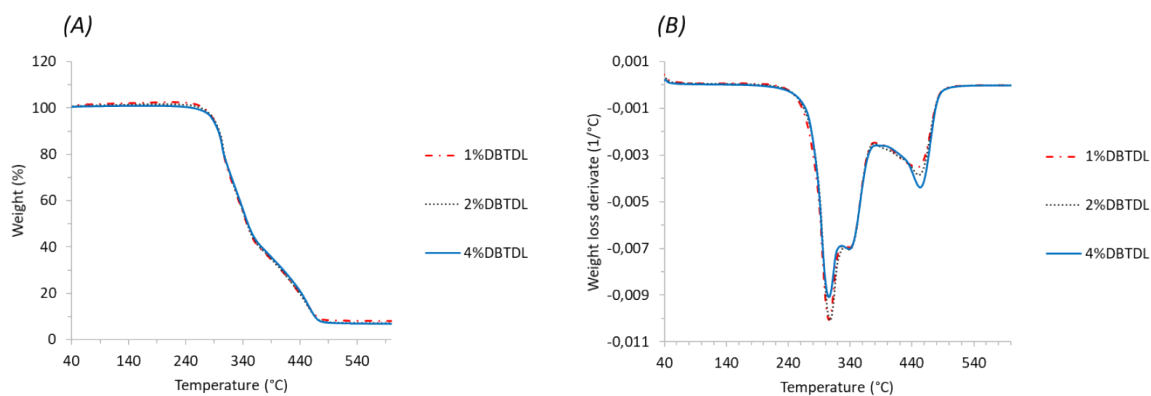 (A)
120
100
80
60
40
20
0
Weight (%)
40 140 240 340 440 540
Temperature (°C)
1%DBTDL
2%DBTDL
4%DBTDL
(B)
0,001
-0,001
-0,003
-0,005
-0,007
-0,009
-0,011
Weight loss derivate (1/°C)
40 140 240 340 440 540
Temperature (°C)
1%DBTDL
2%DBTDL
4%DBTDL